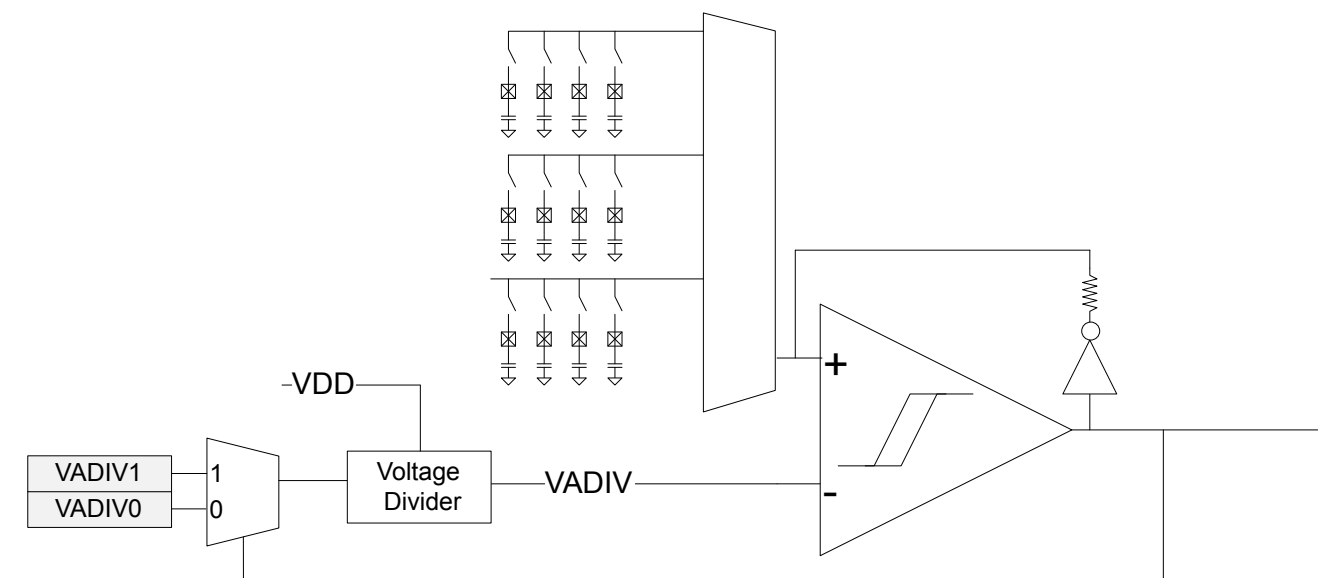 +
VDD
VADIV1
1
Voltage
Divider
VADIV
-
VADIV0
0